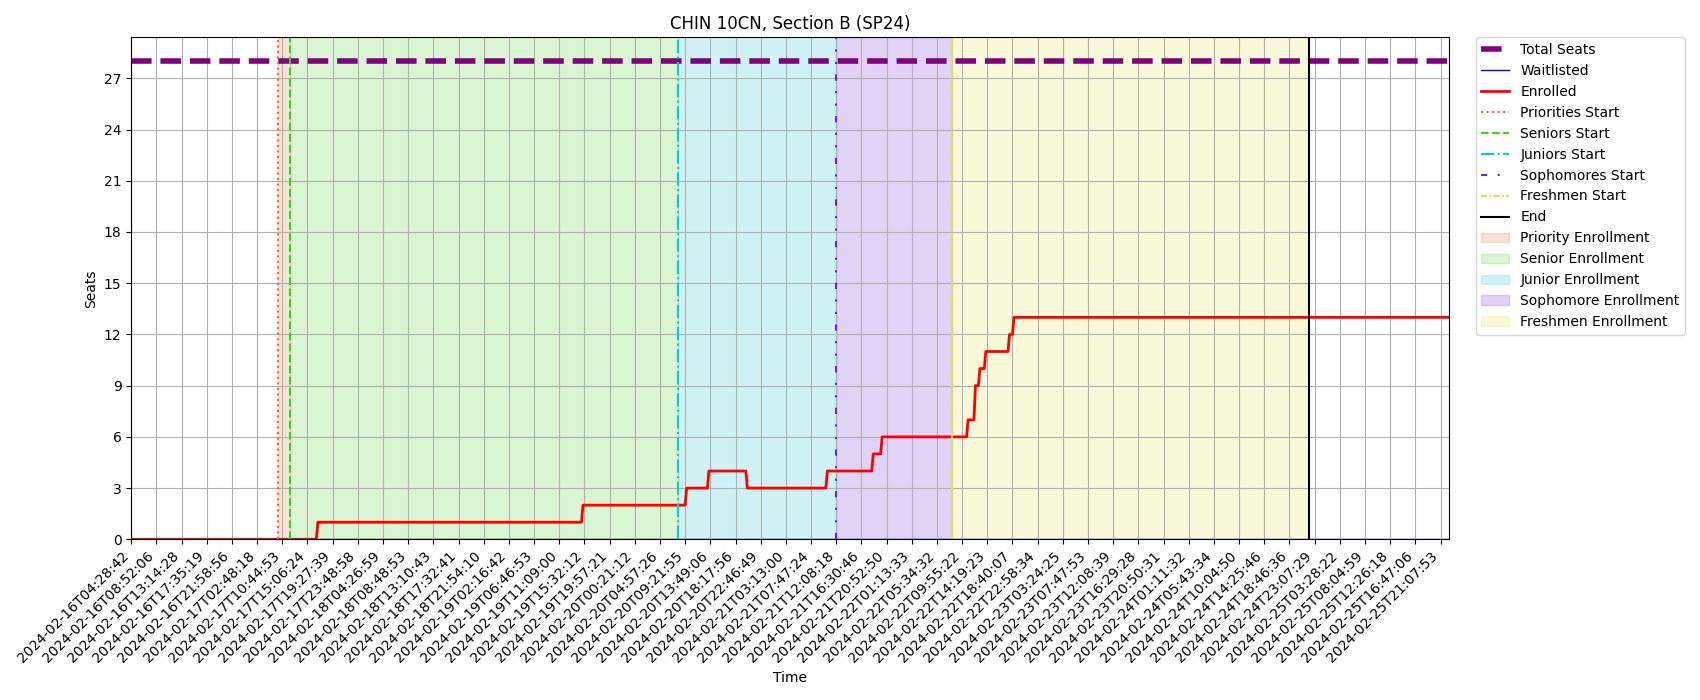 CHIN 10CN, Section B (SP24)
Seats
27
24
21
18
15
12
9
6
3
0
2024-02-16T04:28:42
2024-02-16T08:52:06
2024-02-16T13:14:28
2024-02-16T17:35:19
2024-02-16T21:58:56
2024-02-17T02:48:18
2024-02-17T10:44:53
2024-02-17T15:06:24
2024-02-17T19:27:39
2024-02-17T23:48:58
2024-02-18T04:26:59
2024-02-18T08:48:53
2024-02-18T13:10:43
2024-02-18T17:32:41
2024-02-18T21:54:10
2024-02-19T02:16:42
2024-02-19T06:46:53
2024-02-19T11:09:00
2024-02-19T15:32:12
2024-02-19T19:57:21
2024-02-20T00:21:12
2024-02-20T04:57:26
2024-02-20T09:21:55
2024-02-20T13:49:06
2024-02-20T18:17:56
2024-02-20T22:46:49
2024-02-21T03:13:00
2024-02-21T07:47:24
2024-02-21T12:08:18
2024-02-21T16:30:46
2024-02-21T20:52:50
2024-02-22T01:13:33
2024-02-22T05:34:32
2024-02-22T09:55:22
2024-02-22T14:19:23
2024-02-22T18:40:07
2024-02-22T22:58:34
2024-02-23T03:24:25
2024-02-23T07:47:53
2024-02-23T12:08:39
2024-02-23T16:29:28
2024-02-23T20:50:31
2024-02-24T01:11:32
2024-02-24T05:43:34
2024-02-24T10:04:50
2024-02-24T14:25:46
2024-02-24T18:46:36
2024-02-24T23:07:29
2024-02-25T03:28:22
2024-02-25T08:04:59
2024-02-25T12:26:18
2024-02-25T16:47:06
2024-02-25T21:07:53
Time
Total Seats
Waitlisted
Enrolled
Priorities Start
Seniors Start
Juniors Start
Sophomores Start
Freshmen Start
End
Priority Enrollment
Senior Enrollment
Junior Enrollment
Sophomore Enrollment
Freshmen Enrollment